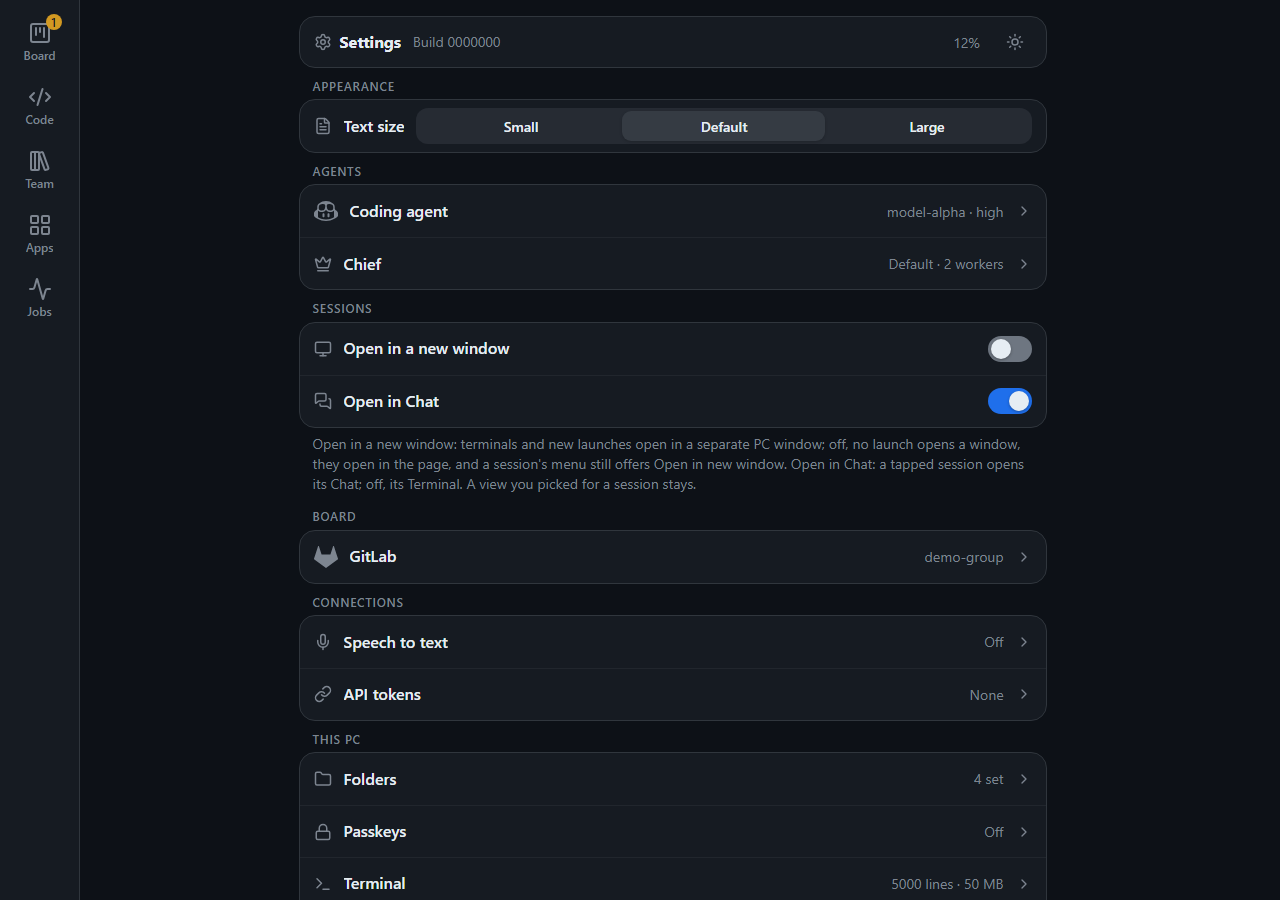 1
Board
Code
Team
Apps
Jobs
Settings Build 0000000 12%
APPEARANCE
Text size Small Default Large
AGENTS
Coding agent model-alpha · high
Chief Default · 2 workers
SESSIONS
Open in a new window
Open in Chat
Open in a new window: terminals and new launches open in a separate PC window; off, no launch opens a window,
they open in the page, and a session's menu still offers Open in new window. Open in Chat: a tapped session opens
its Chat; off, its Terminal. A view you picked for a session stays.
BOARD
GitLab demo-group
CONNECTIONS
Speech to text Off
API tokens None
THIS PC
Folders 4 set
Passkeys Off
Terminal 5000 lines · 50 MB